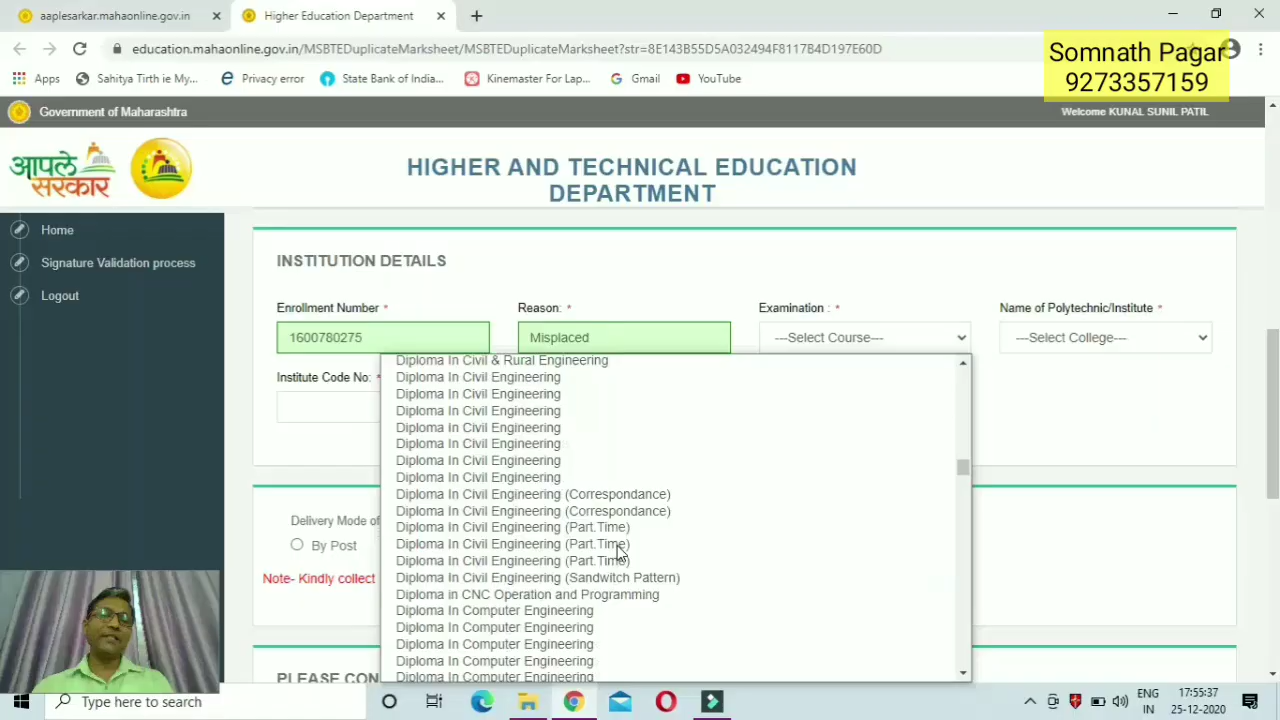 aaplesarkar.mahaonline.gov.in
Higher Education Department
education.mahaonline.gov.in/MSBTEDuplicateMarksheet/MSBTEDuplicateMarksheet?str=8E143B55D5A032494F8117B4D197E60D
Somnath Pagar
9273357159
Apps
Sahitya Tirth ie My...
Privacy error
State Bank of India...
Kinemaster For Lap...
Gmail
YouTube
Government of Maharashtra
Welcome KUNAL SUNIL PATIL
आपले
सरकार
HIGHER AND TECHNICAL EDUCATION
DEPARTMENT
Home
Signature Validation process
Logout
INSTITUTION DETAILS
Enrollment Number *
Reason: *
Examination : *
Name of Polytechnic/Institute *
1600780275
Misplaced
---Select Course---
---Select College---
Institute Code No: *
Diploma In Civil & Rural Engineering
Diploma In Civil Engineering
Diploma In Civil Engineering
Diploma In Civil Engineering
Diploma In Civil Engineering
Diploma In Civil Engineering
Diploma In Civil Engineering
Diploma In Civil Engineering
Diploma In Civil Engineering (Correspondance)
Diploma In Civil Engineering (Correspondance)
Diploma In Civil Engineering (Part.Time)
Diploma In Civil Engineering (Part.Time)
Diploma In Civil Engineering (Part.Time)
Diploma In Civil Engineering (Sandwitch Pattern)
Diploma in CNC Operation and Programming
Diploma In Computer Engineering
Diploma In Computer Engineering
Diploma In Computer Engineering
Diploma In Computer Engineering
Diploma In Computer Engineering
Delivery Mode of
By Post
Note- Kindly collect
PLEASE CON
Type here to search
ENG
IN
17:55:37
25-12-2020